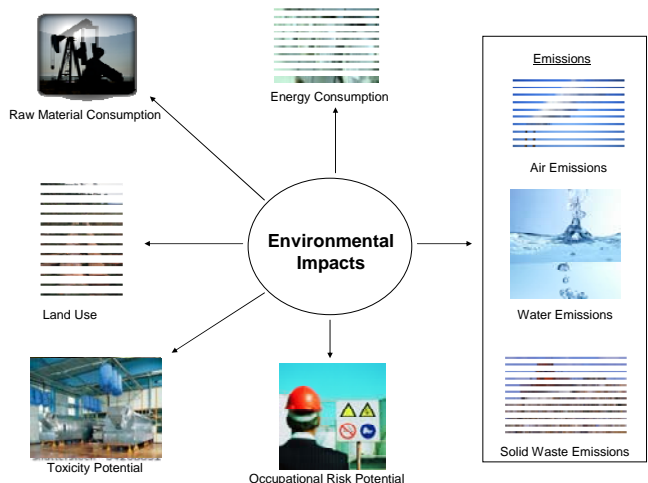 Raw Material Consumption
Energy Consumption
Emissions
Air Emissions
Environmental
Impacts
Land Use
Water Emissions
Toxicity Potential
Occupational Risk Potential
Solid Waste Emissions